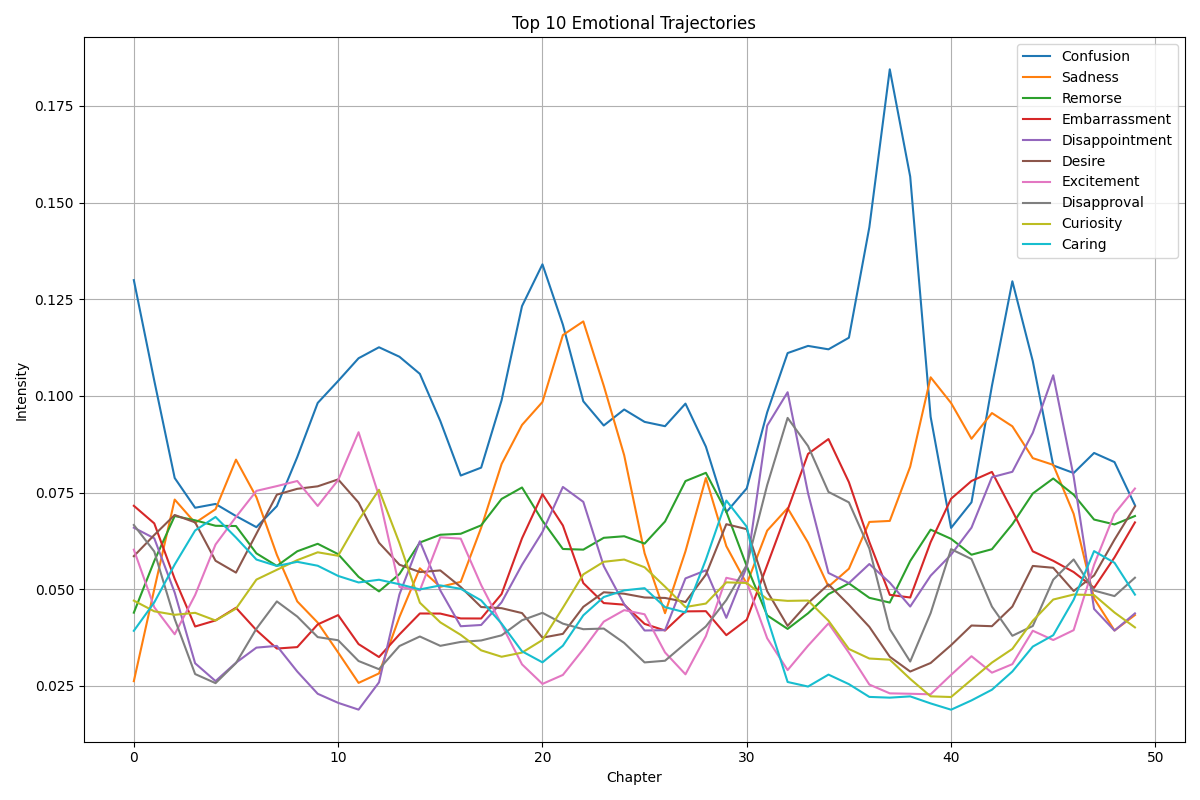 Top 10 Emotional Trajectories
Confusion
Sadness
Remorse
Embarrassment
Disappointment
Desire
Excitement
Disapproval
Curiosity
Caring
0.175
0.150
0.125
0.100
0.075
0.050
0.025
Intensity
0 10 20 30 40 50
Chapter